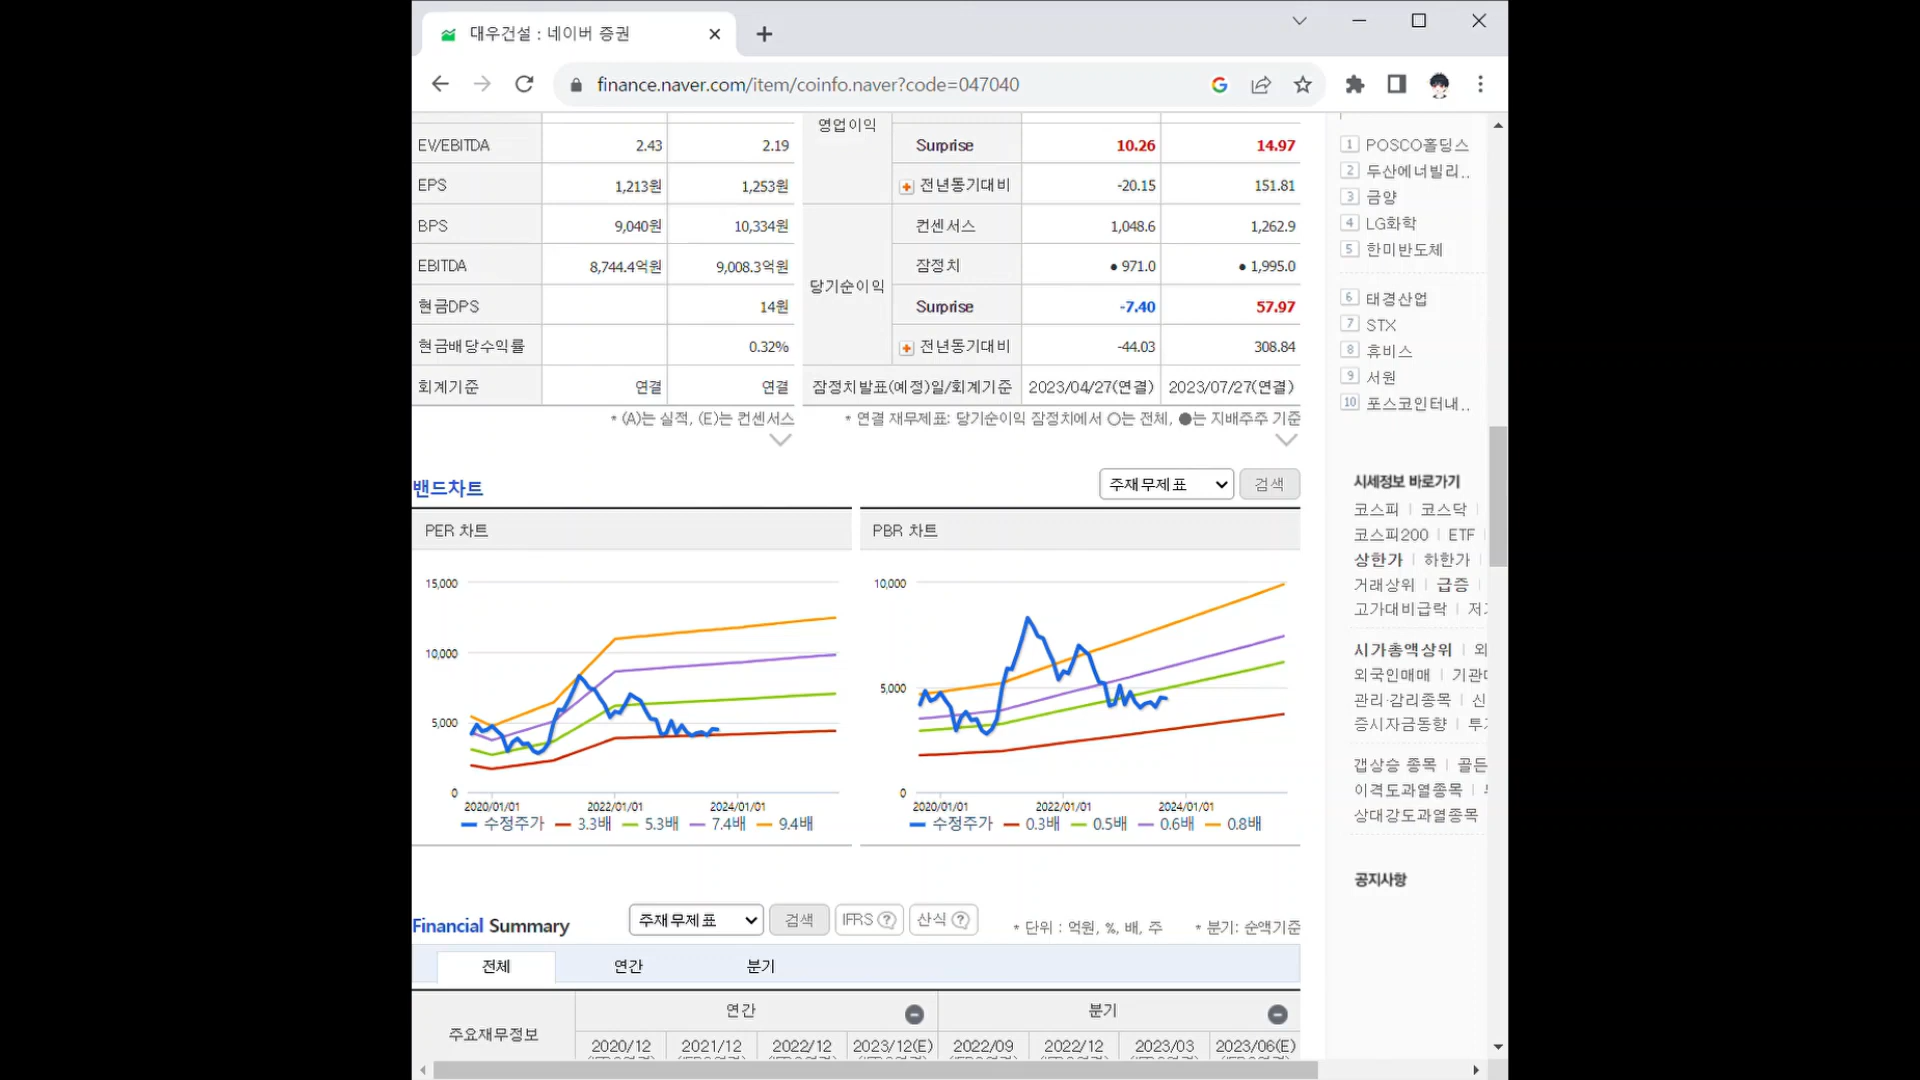 대우건설 : 네이버 증권
finance.naver.com/item/coinfo.naver?code=047040
EV/EBITDA 2.43 2.19
EPS 1,213원 1,253원
BPS 9,040원 10,334원
EBITDA 8,744.4억원 9,008.3억원
현금DPS 14원
현금배당수익률 0.32%
회계기준 연결 연결
* (A)는 실적, (E)는 컨센서스
영업이익
Surprise 10.26 14.97
전년동기대비 -20.15 151.81
당기순이익
컨센서스 1,048.6 1,262.9
잠정치 ● 971.0 ● 1,995.0
Surprise -7.40 57.97
전년동기대비 -44.03 308.84
잠정치발표(예정)일/회계기준 2023/04/27(연결) 2023/07/27(연결)
* 연결 재무제표: 당기순이익 잠정치에서 ○는 전체, ●는 지배주주 기준
밴드차트 주재무제표 검색
PER 차트
15,000
10,000
5,000
0
2020/01/01 2022/01/01 2024/01/01
수정주가 3.3배 5.3배 7.4배 9.4배
PBR 차트
10,000
5,000
0
2020/01/01 2022/01/01 2024/01/01
수정주가 0.3배 0.5배 0.6배 0.8배
Financial Summary 주재무제표 검색 IFRS ? 산식 ? * 단위 : 억원, %, 배, 주 * 분기: 순액기준
전체 연간 분기
주요재무정보 연간 분기
2020/12 2021/12 2022/12 2023/12(E) 2022/09 2022/12 2023/03 2023/06(E)
1 POSCO홀딩스
2 두산에너빌리..
3 금양
4 LG화학
5 한미반도체
6 태경산업
7 STX
8 휴비스
9 서원
10 포스코인터내..
시세정보 바로가기
코스피 코스닥
코스피200 ETF
상한가 하한가
거래상위 급증
고가대비급락
시가총액상위
외국인매매
관리·감리종목
증시자금동향
갭상승 종목
이격도과열종목
상대강도과열종목
공지사항